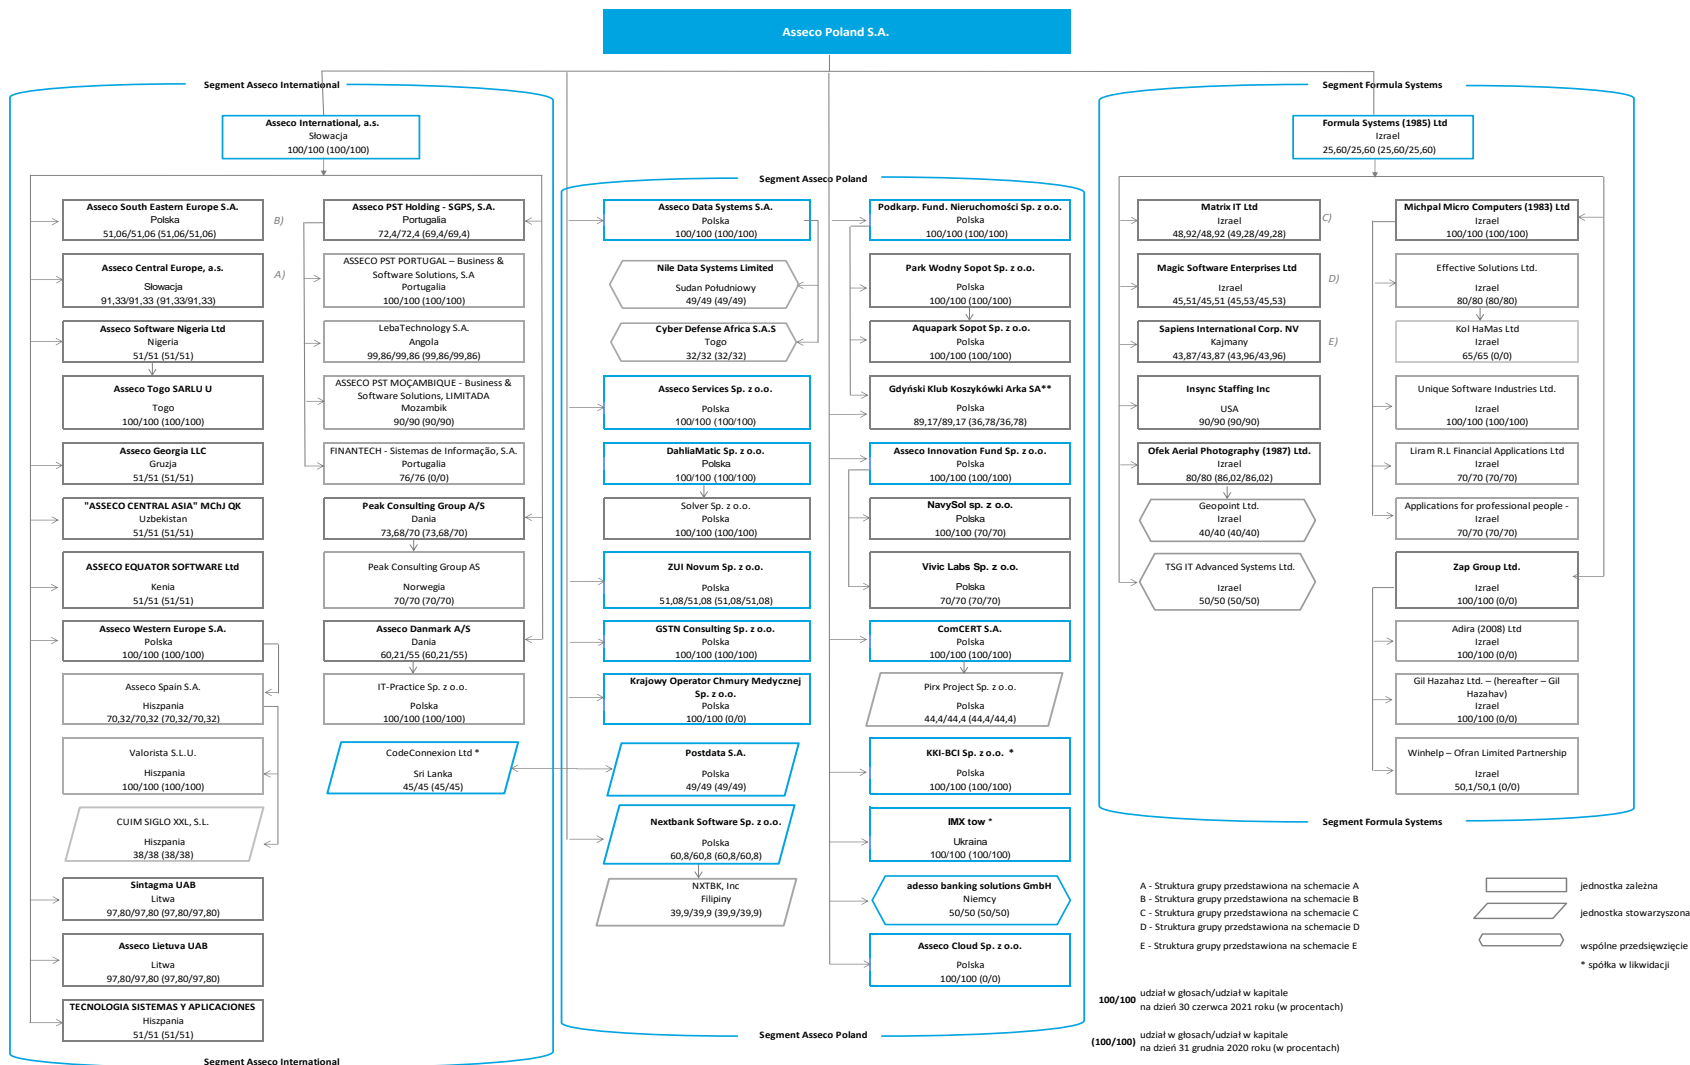 Asseco Poland S.A.
Segment Asseco International
Asseco International, a.s.
Słowacja
100/100 (100/100)
Asseco South Eastern Europe S.A.
Polska
51,06/51,06 (51,06/51,06)
B)
Asseco Central Europe, a.s.
Słowacja
91,33/91,33 (91,33/91,33)
A)
Asseco Software Nigeria Ltd
Nigeria
51/51 (51/51)
Asseco Togo SARLU U
Togo
100/100 (100/100)
Asseco Georgia LLC
Gruzja
51/51 (51/51)
"ASSECO CENTRAL ASIA" MChJ QK
Uzbekistan
51/51 (51/51)
ASSECO EQUATOR SOFTWARE Ltd
Kenia
51/51 (51/51)
Asseco Western Europe S.A.
Polska
100/100 (100/100)
Asseco Spain S.A.
Hiszpania
70,32/70,32 (70,32/70,32)
Valorista S.L.U.
Hiszpania
100/100 (100/100)
CUIM SIGLO XXL, S.L.
Hiszpania
38/38 (38/38)
Sintagma UAB
Litwa
97,80/97,80 (97,80/97,80)
Asseco Lietuva UAB
Litwa
97,80/97,80 (97,80/97,80)
TECNOLOGIA SISTEMAS Y APLICACIONES
Hiszpania
51/51 (51/51)
Asseco PST Holding - SGPS, S.A.
Portugalia
72,4/72,4 (69,4/69,4)
ASSECO PST PORTUGAL – Business &
Software Solutions, S.A
Portugalia
100/100 (100/100)
LebaTechnology S.A.
Angola
99,86/99,86 (99,86/99,86)
ASSECO PST MOÇAMBIQUE - Business &
Software Solutions, LIMITADA
Mozambik
90/90 (90/90)
FINANTECH - Sistemas de Informação, S.A.
Portugalia
76/76 (0/0)
Peak Consulting Group A/S
Dania
73,68/70 (73,68/70)
Peak Consulting Group AS
Norwegia
70/70 (70/70)
Asseco Danmark A/S
Dania
60,21/55 (60,21/55)
IT-Practice Sp. z o.o.
Polska
100/100 (100/100)
CodeConnexion Ltd *
Sri Lanka
45/45 (45/45)
Segment Asseco International
Segment Asseco Poland
Asseco Data Systems S.A.
Polska
100/100 (100/100)
Nile Data Systems Limited
Sudan Południowy
49/49 (49/49)
Cyber Defense Africa S.A.S
Togo
32/32 (32/32)
Asseco Services Sp. z o.o.
Polska
100/100 (100/100)
DahliaMatic Sp. z o.o.
Polska
100/100 (100/100)
Solver Sp. z o.o.
Polska
100/100 (100/100)
ZUI Novum Sp. z o.o.
Polska
51,08/51,08 (51,08/51,08)
GSTN Consulting Sp. z o.o.
Polska
100/100 (100/100)
Krajowy Operator Chmury Medycznej
Sp. z o.o.
Polska
100/100 (0/0)
Postdata S.A.
Polska
49/49 (49/49)
Nextbank Software Sp. z o.o.
Polska
60,8/60,8 (60,8/60,8)
NXTBK, Inc
Filipiny
39,9/39,9 (39,9/39,9)
Podkarp. Fund. Nieruchomości Sp. z o.o.
Polska
100/100 (100/100)
Park Wodny Sopot Sp. z o.o.
Polska
100/100 (100/100)
Aquapark Sopot Sp. z o.o.
Polska
100/100 (100/100)
Gdyński Klub Koszykówki Arka SA**
Polska
89,17/89,17 (36,78/36,78)
Asseco Innovation Fund Sp. z o.o.
Polska
100/100 (100/100)
NavySol sp. z o.o.
Polska
100/100 (70/70)
Vivic Labs Sp. z o.o.
Polska
70/70 (70/70)
ComCERT S.A.
Polska
100/100 (100/100)
Pirx Project Sp. z o.o.
Polska
44,4/44,4 (44,4/44,4)
KKI-BCI Sp. z o.o. *
Polska
100/100 (100/100)
IMX tow *
Ukraina
100/100 (100/100)
adesso banking solutions GmbH
Niemcy
50/50 (50/50)
Asseco Cloud Sp. z o.o.
Polska
100/100 (0/0)
Segment Asseco Poland
Segment Formula Systems
Formula Systems (1985) Ltd
Izrael
25,60/25,60 (25,60/25,60)
Matrix IT Ltd
Izrael
48,92/48,92 (49,28/49,28)
C)
Magic Software Enterprises Ltd
Izrael
45,51/45,51 (45,53/45,53)
D)
Sapiens International Corp. NV
Kajmany
43,87/43,87 (43,96/43,96)
E)
Insync Staffing Inc
USA
90/90 (90/90)
Ofek Aerial Photography (1987) Ltd.
Izrael
80/80 (86,02/86,02)
Geopoint Ltd.
Izrael
40/40 (40/40)
TSG IT Advanced Systems Ltd.
Izrael
50/50 (50/50)
Michpal Micro Computers (1983) Ltd
Izrael
100/100 (100/100)
Effective Solutions Ltd.
Izrael
80/80 (80/80)
Kol HaMas Ltd
Izrael
65/65 (0/0)
Unique Software Industries Ltd.
Izrael
100/100 (100/100)
Liram R.L Financial Applications Ltd
Izrael
70/70 (70/70)
Applications for professional people -
Izrael
70/70 (70/70)
Zap Group Ltd.
Izrael
100/100 (0/0)
Adira (2008) Ltd
Izrael
100/100 (0/0)
Gil Hazahaz Ltd. – (hereafter – Gil
Hazahav)
Izrael
100/100 (0/0)
Winhelp – Ofran Limited Partnership
Izrael
50,1/50,1 (0/0)
Segment Formula Systems
A - Struktura grupy przedstawiona na schemacie A
B - Struktura grupy przedstawiona na schemacie B
C - Struktura grupy przedstawiona na schemacie C
D - Struktura grupy przedstawiona na schemacie D
E - Struktura grupy przedstawiona na schemacie E
jednostka zależna
jednostka stowarzyszona
wspólne przedsięwzięcie
* spółka w likwidacji
100/100 udział w głosach/udział w kapitale
na dzień 30 czerwca 2021 roku (w procentach)
(100/100) udział w głosach/udział w kapitale
na dzień 31 grudnia 2020 roku (w procentach)